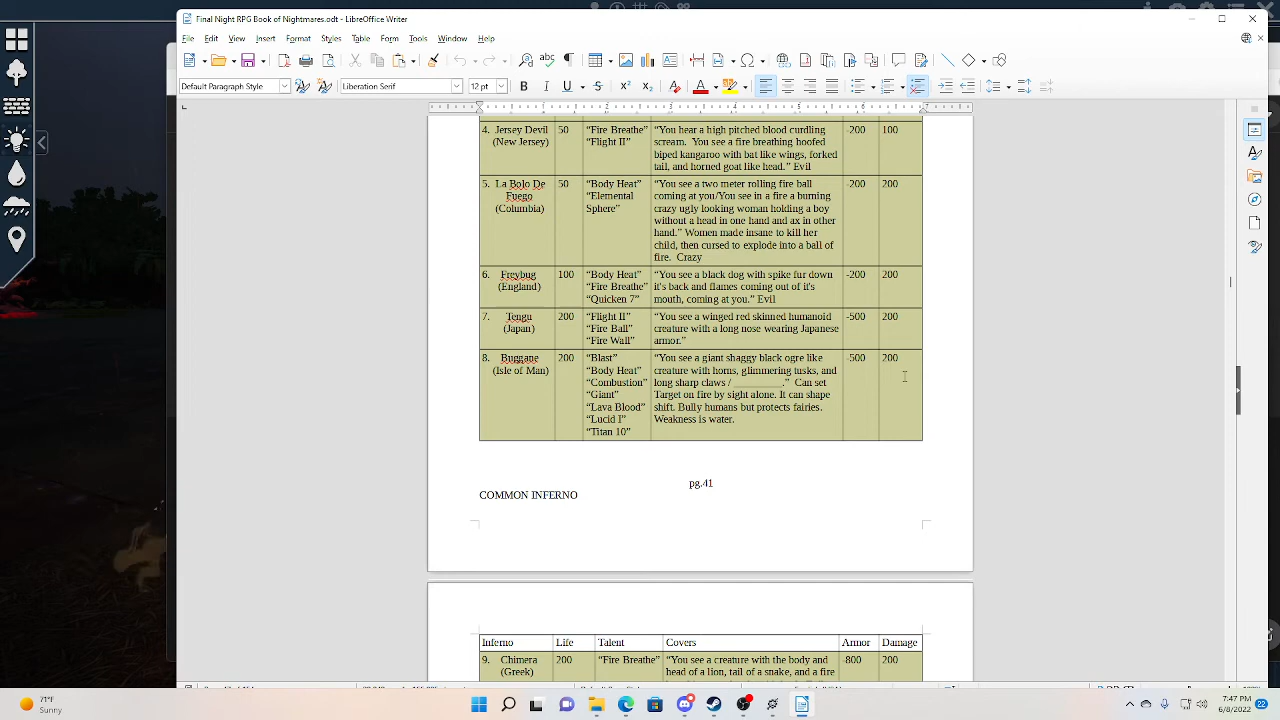 Final Night RPG Book of Nightmares.odt - LibreOffice Writer
File Edit View Insert Format Styles Table Form Tools Window Help
Default Paragraph Style Liberation Serif 12 pt
4. Jersey Devil 50 “Fire Breathe” “You hear a high pitched blood curdling -200 100
(New Jersey) “Flight II” scream. You see a fire breathing hoofed
biped kangaroo with bat like wings, forked
tail, and horned goat like head.” Evil
5. La Bolo De 50 “Body Heat” “You see a two meter rolling fire ball -200 200
Fuego “Elemental coming at you/You see in a fire a burning
(Columbia) Sphere” crazy ugly looking woman holding a boy
without a head in one hand and ax in other
hand.” Women made insane to kill her
child, then cursed to explode into a ball of
fire. Crazy
6. Freybug 100 “Body Heat” “You see a black dog with spike fur down -200 200
(England) “Fire Breathe” it's back and flames coming out of it's
“Quicken 7” mouth, coming at you.” Evil
7. Tengu 200 “Flight II” “You see a winged red skinned humanoid -500 200
(Japan) “Fire Ball” creature with a long nose wearing Japanese
“Fire Wall” armor.”
8. Buggane 200 “Blast” “You see a giant shaggy black ogre like -500 200
(Isle of Man) “Body Heat” creature with horns, glimmering tusks, and
“Combustion” long sharp claws / _________.” Can set
“Giant” Target on fire by sight alone. It can shape
“Lava Blood” shift. Bully humans but protects fairies.
“Lucid I” Weakness is water.
“Titan 10”
pg.41
COMMON INFERNO
Inferno Life Talent Covers Armor Damage
9. Chimera 200 “Fire Breathe” “You see a creature with the body and -800 200
(Greek) head of a lion, tail of a snake, and a fire
71°F
Sunny
7:47 PM
6/8/2022
22